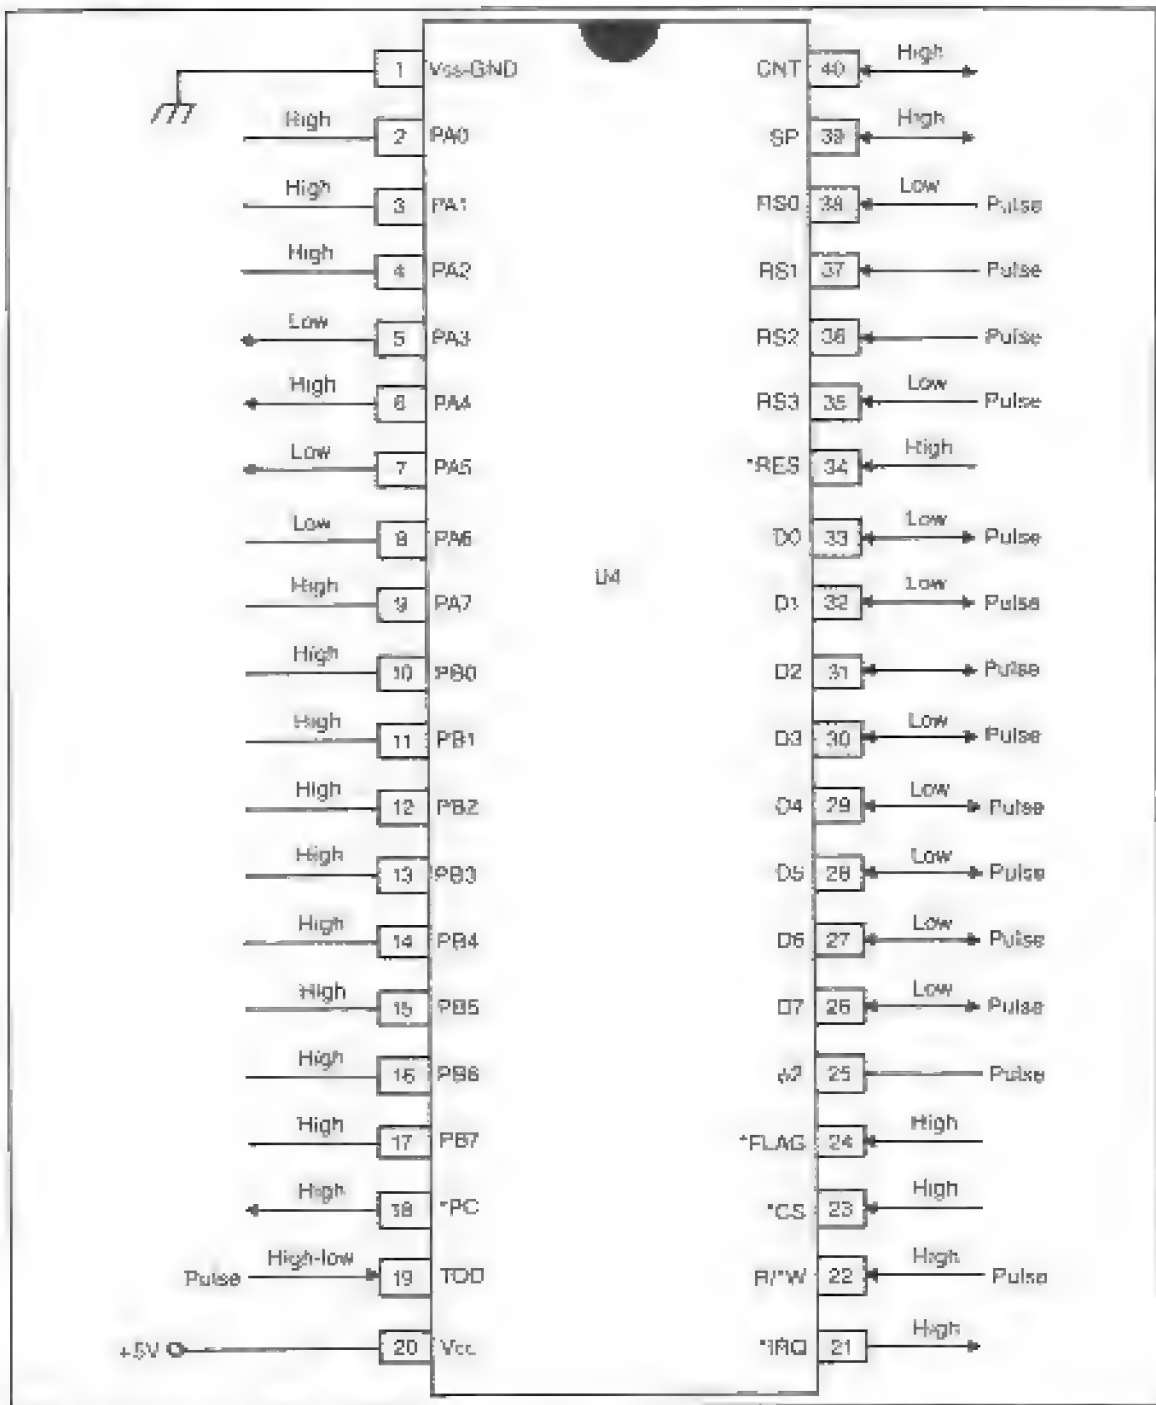 1 Vss-GND
High 2 PA0
High 3 PA1
High 4 PA2
Low 5 PA3
High 6 PA4
Low 7 PA5
Low 8 PA6
High 9 PA7
High 10 PB0
High 11 PB1
High 12 PB2
High 13 PB3
High 14 PB4
High 15 PB5
High 16 PB6
High 17 PB7
High 18 *PC
Pulse High-low 19 TOD
+5V 20 Vcc
U4
CNT 40 High
SP 39 High
RS0 38 Low Pulse
RS1 37 Pulse
RS2 36 Pulse
RS3 35 Low Pulse
*RES 34 High
D0 33 Low Pulse
D1 32 Low Pulse
D2 31 Pulse
D3 30 Low Pulse
D4 29 Low Pulse
D5 28 Low Pulse
D6 27 Low Pulse
D7 26 Low Pulse
ø2 25 Pulse
*FLAG 24 High
*CS 23 High
R/*W 22 High Pulse
*IRQ 21 High